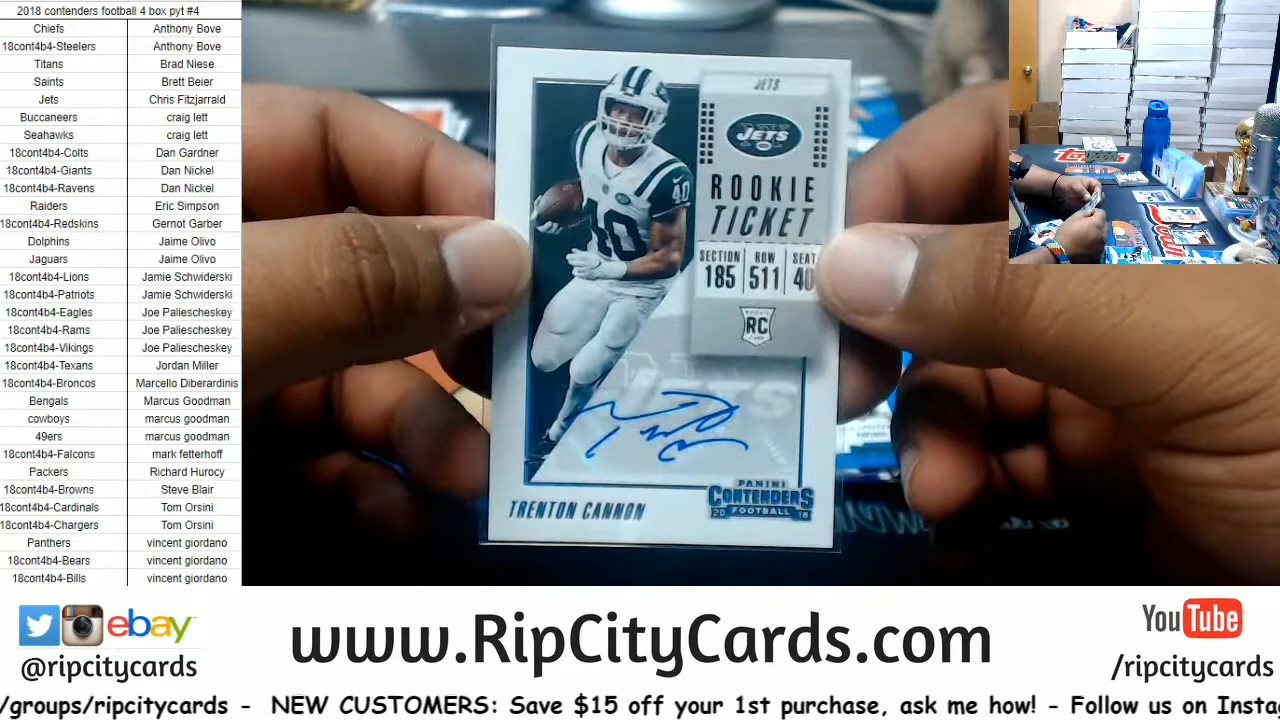 2018 contenders football 4 box pyt #4
Chiefs Anthony Bove
18cont4b4-Steelers Anthony Bove
Titans Brad Niese
Saints Brett Beier
Jets Chris Fitzjarrald
Buccaneers craig lett
Seahawks craig lett
18cont4b4-Colts Dan Gardner
18cont4b4-Giants Dan Nickel
18cont4b4-Ravens Dan Nickel
Raiders Eric Simpson
18cont4b4-Redskins Gernot Garber
Dolphins Jaime Olivo
Jaguars Jaime Olivo
18cont4b4-Lions Jamie Schwiderski
18cont4b4-Patriots Jamie Schwiderski
18cont4b4-Eagles Joe Paliescheskey
18cont4b4-Rams Joe Paliescheskey
18cont4b4-Vikings Joe Paliescheskey
18cont4b4-Texans Jordan Miller
18cont4b4-Broncos Marcello Diberardinis
Bengals Marcus Goodman
cowboys marcus goodman
49ers marcus goodman
18cont4b4-Falcons mark fetterhoff
Packers Richard Hurocy
18cont4b4-Browns Steve Blair
18cont4b4-Cardinals Tom Orsini
18cont4b4-Chargers Tom Orsini
Panthers vincent giordano
18cont4b4-Bears vincent giordano
18cont4b4-Bills vincent giordano
JETS
JETS
ROOKIE
TICKET
SECTION ROW SEAT
185 511 40
RC
40
40
JETS
TRENTON CANNON
PANINI
CONTENDERS
20 FOOTBALL 18
Topps
ebay
@ripcitycards
www.RipCityCards.com
YouTube
/ripcitycards
/groups/ripcitycards - NEW CUSTOMERS: Save $15 off your 1st purchase, ask me how! - Follow us on